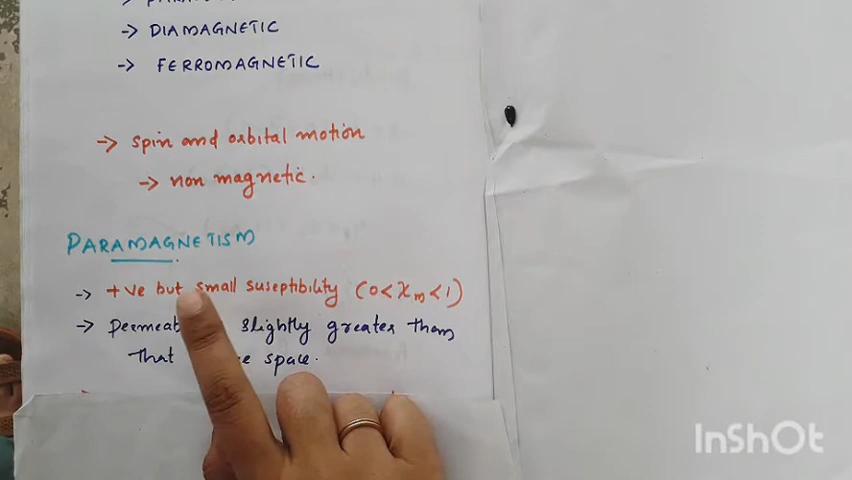 -> DIAMAGNETIC
-> FERROMAGNETIC
-> spin and orbital motion
-> non magnetic.
PARAMAGNETISM
-> +ve but small suseptibility (0<χm<1)
-> slightly greater than
that space.
InShOt